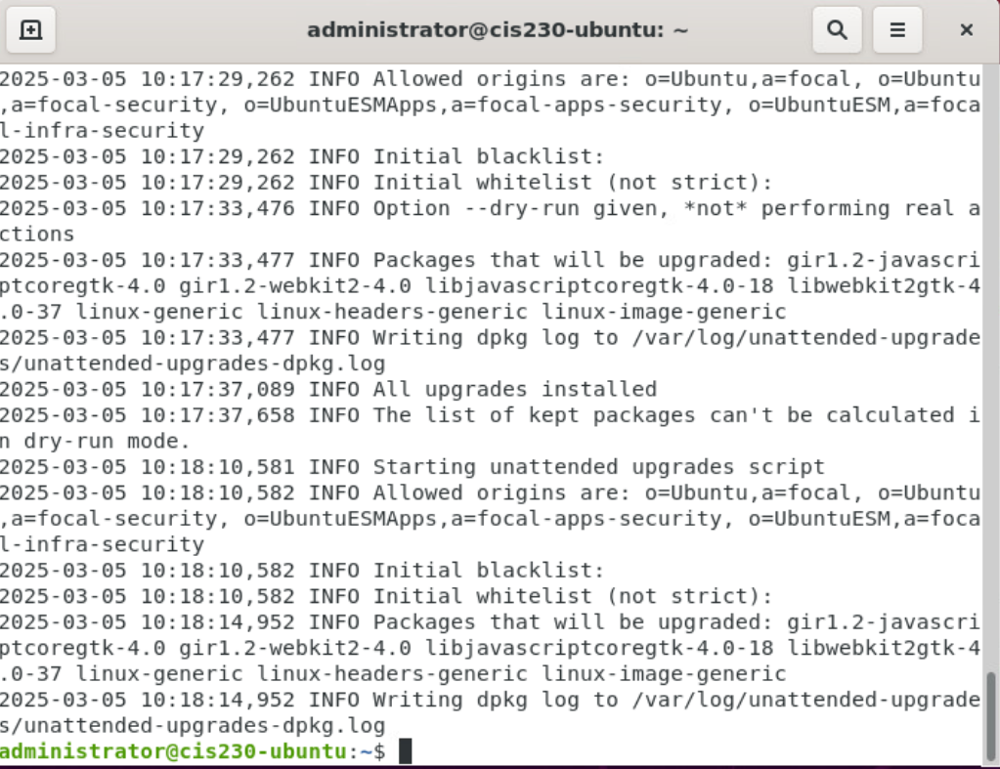 administrator@cis230-ubuntu: ~
2025-03-05 10:17:29,262 INFO Allowed origins are: o=Ubuntu,a=focal, o=Ubuntu
,a=focal-security, o=UbuntuESMApps,a=focal-apps-security, o=UbuntuESM,a=foca
l-infra-security
2025-03-05 10:17:29,262 INFO Initial blacklist:
2025-03-05 10:17:29,262 INFO Initial whitelist (not strict):
2025-03-05 10:17:33,476 INFO Option --dry-run given, *not* performing real a
ctions
2025-03-05 10:17:33,477 INFO Packages that will be upgraded: gir1.2-javascri
ptcoregtk-4.0 gir1.2-webkit2-4.0 libjavascriptcoregtk-4.0-18 libwebkit2gtk-4
.0-37 linux-generic linux-headers-generic linux-image-generic
2025-03-05 10:17:33,477 INFO Writing dpkg log to /var/log/unattended-upgrade
s/unattended-upgrades-dpkg.log
2025-03-05 10:17:37,089 INFO All upgrades installed
2025-03-05 10:17:37,658 INFO The list of kept packages can't be calculated i
n dry-run mode.
2025-03-05 10:18:10,581 INFO Starting unattended upgrades script
2025-03-05 10:18:10,582 INFO Allowed origins are: o=Ubuntu,a=focal, o=Ubuntu
,a=focal-security, o=UbuntuESMApps,a=focal-apps-security, o=UbuntuESM,a=foca
l-infra-security
2025-03-05 10:18:10,582 INFO Initial blacklist:
2025-03-05 10:18:10,582 INFO Initial whitelist (not strict):
2025-03-05 10:18:14,952 INFO Packages that will be upgraded: gir1.2-javascri
ptcoregtk-4.0 gir1.2-webkit2-4.0 libjavascriptcoregtk-4.0-18 libwebkit2gtk-4
.0-37 linux-generic linux-headers-generic linux-image-generic
2025-03-05 10:18:14,952 INFO Writing dpkg log to /var/log/unattended-upgrade
s/unattended-upgrades-dpkg.log
administrator@cis230-ubuntu:~$